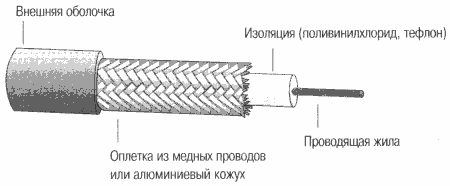 Внешняя оболочка
Изоляция (поливинилхлорид, тефлон)
Проводящая жила
Оплетка из медных проводов
или алюминиевый кожух